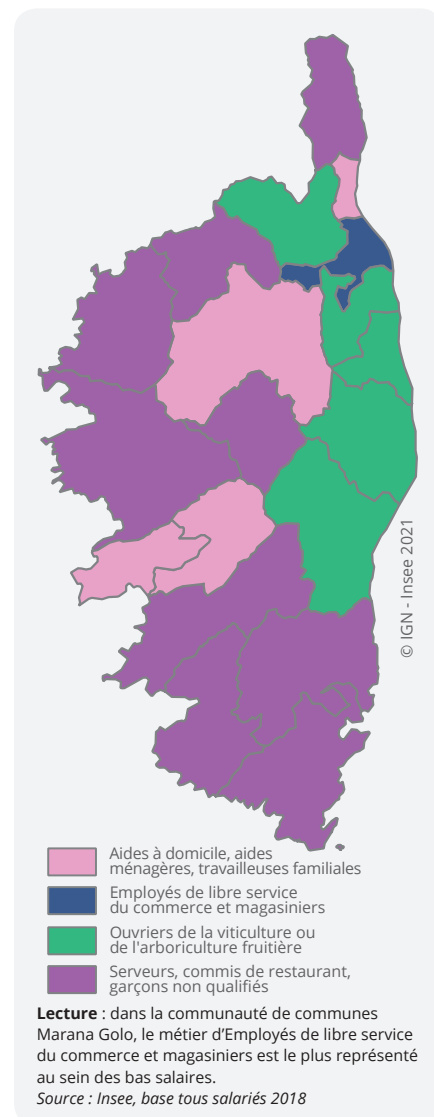 © IGN - Insee 2021
Aides à domicile, aides
ménagères, travailleuses familiales
Employés de libre service
du commerce et magasiniers
Ouvriers de la viticulture ou
de l'arboriculture fruitière
Serveurs, commis de restaurant,
garçons non qualifiés
Lecture : dans la communauté de communes
Marana Golo, le métier d’Employés de libre service
du commerce et magasiniers est le plus représenté
au sein des bas salaires.
Source : Insee, base tous salariés 2018